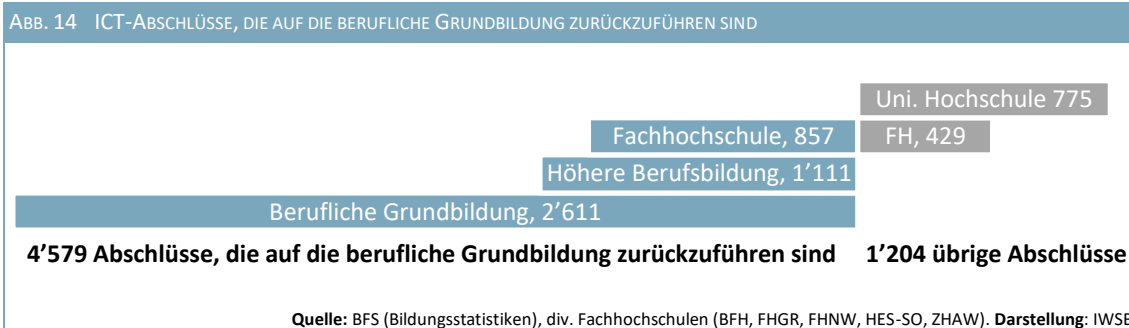 ABB. 14 ICT-ABSCHLÜSSE, DIE AUF DIE BERUFLICHE GRUNDBILDUNG ZURÜCKZUFÜHREN SIND
Uni. Hochschule 775
Fachhochschule, 857 FH, 429
Höhere Berufsbildung, 1’111
Berufliche Grundbildung, 2’611
4’579 Abschlüsse, die auf die berufliche Grundbildung zurückzuführen sind 1’204 übrige Abschlüsse
Quelle: BFS (Bildungsstatistiken), div. Fachhochschulen (BFH, FHGR, FHNW, HES-SO, ZHAW). Darstellung: IWSB